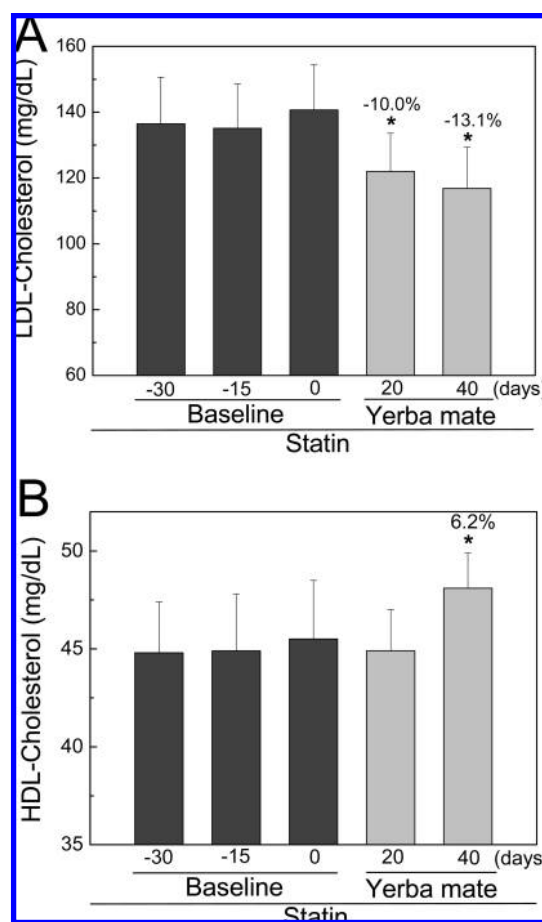 A
LDL-Cholesterol (mg/dL)
160
140
120
100
80
60
-10.0%
*
-13.1%
*
-30 -15 0 20 40 (days)
Baseline Yerba mate
Statin
B
HDL-Cholesterol (mg/dL)
50
45
40
35
6.2%
*
-30 -15 0 20 40 (days)
Baseline Yerba mate
Statin